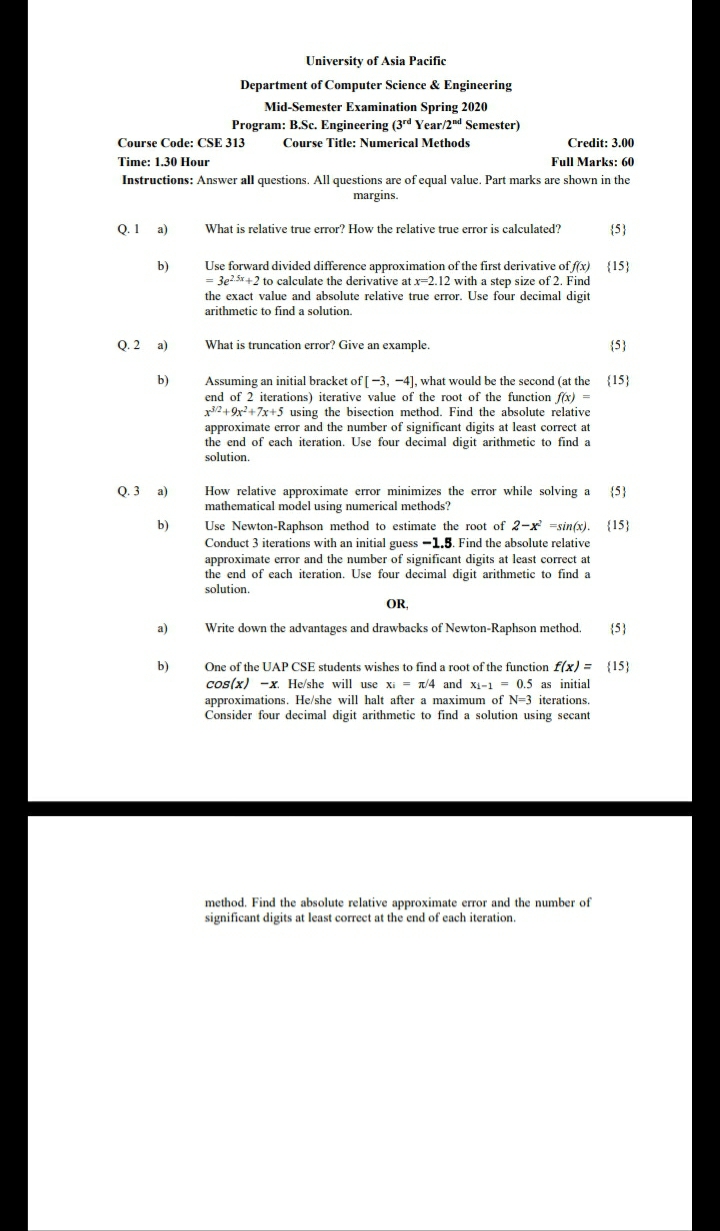 University of Asia Pacific
Department of Computer Science & Engineering
Mid-Semester Examination Spring 2020
Program: B.Sc. Engineering (3rd Year/2nd Semester)
Course Code: CSE 313 Course Title: Numerical Methods Credit: 3.00
Time: 1.30 Hour Full Marks: 60
Instructions: Answer all questions. All questions are of equal value. Part marks are shown in the
margins.
Q. 1 a) What is relative true error? How the relative true error is calculated? {5}
b) Use forward divided difference approximation of the first derivative of f(x) {15}
= 3e^2.5x+2 to calculate the derivative at x=2.12 with a step size of 2. Find
the exact value and absolute relative true error. Use four decimal digit
arithmetic to find a solution.
Q. 2 a) What is truncation error? Give an example. {5}
b) Assuming an initial bracket of [ −3, −4], what would be the second (at the {15}
end of 2 iterations) iterative value of the root of the function f(x) =
x^3/2+9x²+7x+5 using the bisection method. Find the absolute relative
approximate error and the number of significant digits at least correct at
the end of each iteration. Use four decimal digit arithmetic to find a
solution.
Q. 3 a) How relative approximate error minimizes the error while solving a {5}
mathematical model using numerical methods?
b) Use Newton-Raphson method to estimate the root of 2−x² =sin(x). {15}
Conduct 3 iterations with an initial guess −1.5. Find the absolute relative
approximate error and the number of significant digits at least correct at
the end of each iteration. Use four decimal digit arithmetic to find a
solution.
OR,
a) Write down the advantages and drawbacks of Newton-Raphson method. {5}
b) One of the UAP CSE students wishes to find a root of the function f(x) = {15}
cos(x) −x. He/she will use xi = π/4 and xi−1 = 0.5 as initial
approximations. He/she will halt after a maximum of N=3 iterations.
Consider four decimal digit arithmetic to find a solution using secant
method. Find the absolute relative approximate error and the number of
significant digits at least correct at the end of each iteration.